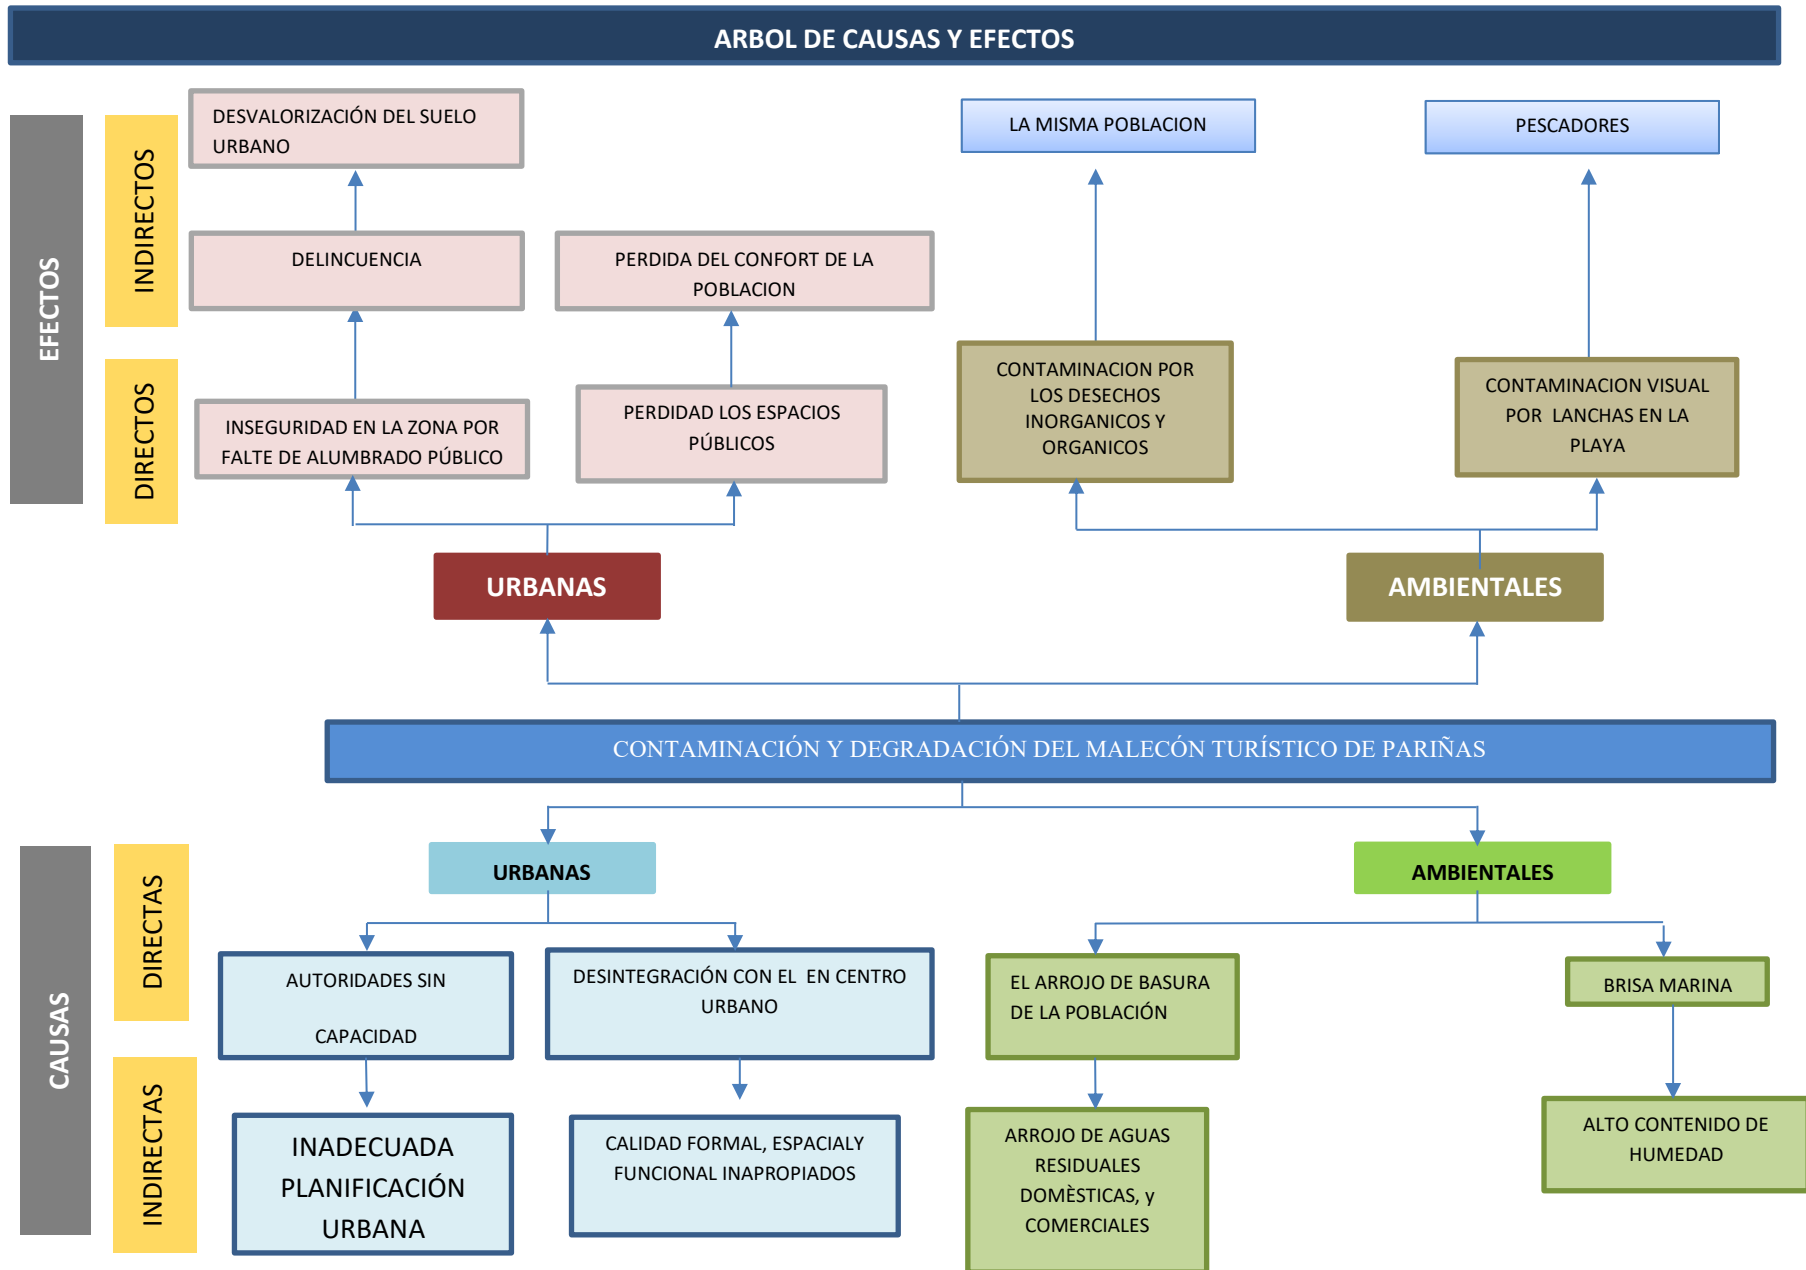 ARBOL DE CAUSAS Y EFECTOS
EFECTOS
INDIRECTOS
DESVALORIZACIÓN DEL SUELO
URBANO
LA MISMA POBLACION
PESCADORES
DELINCUENCIA
PERDIDA DEL CONFORT DE LA
POBLACION
DIRECTOS
INSEGURIDAD EN LA ZONA POR
FALTE DE ALUMBRADO PÚBLICO
PERDIDAD LOS ESPACIOS
PÚBLICOS
CONTAMINACION POR
LOS DESECHOS
INORGANICOS Y
ORGANICOS
CONTAMINACION VISUAL
POR LANCHAS EN LA
PLAYA
URBANAS
AMBIENTALES
CONTAMINACIÓN Y DEGRADACIÓN DEL MALECÓN TURÍSTICO DE PARIÑAS
CAUSAS
DIRECTAS
URBANAS
AMBIENTALES
AUTORIDADES SIN
CAPACIDAD
DESINTEGRACIÓN CON EL EN CENTRO
URBANO
EL ARROJO DE BASURA
DE LA POBLACIÓN
BRISA MARINA
INDIRECTAS
INADECUADA
PLANIFICACIÓN
URBANA
CALIDAD FORMAL, ESPACIALY
FUNCIONAL INAPROPIADOS
ARROJO DE AGUAS
RESIDUALES
DOMÈSTICAS, y
COMERCIALES
ALTO CONTENIDO DE
HUMEDAD